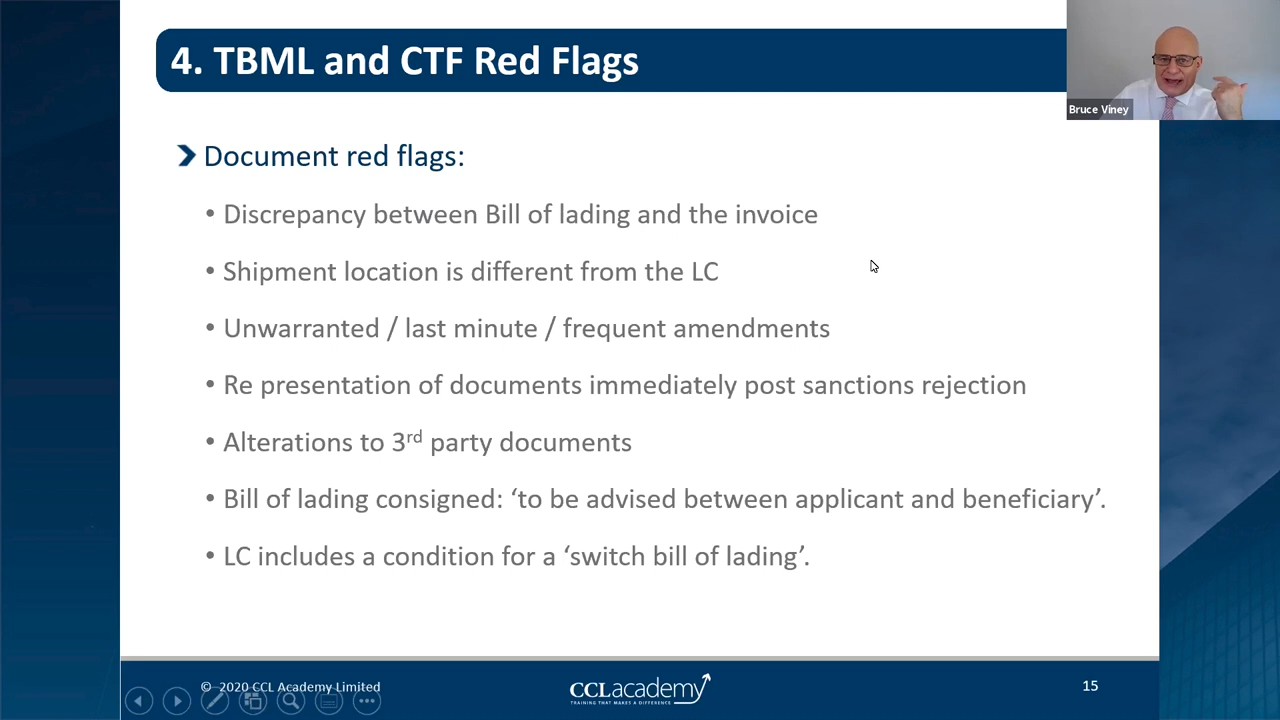 4. TBML and CTF Red Flags
Bruce Viney
Document red flags:
• Discrepancy between Bill of lading and the invoice
• Shipment location is different from the LC
• Unwarranted / last minute / frequent amendments
• Re presentation of documents immediately post sanctions rejection
• Alterations to 3rd party documents
• Bill of lading consigned: ‘to be advised between applicant and beneficiary’.
• LC includes a condition for a ‘switch bill of lading’.
© 2020 CCL Academy Limited
CCLacademy
TRAINING THAT MAKES A DIFFERENCE
15